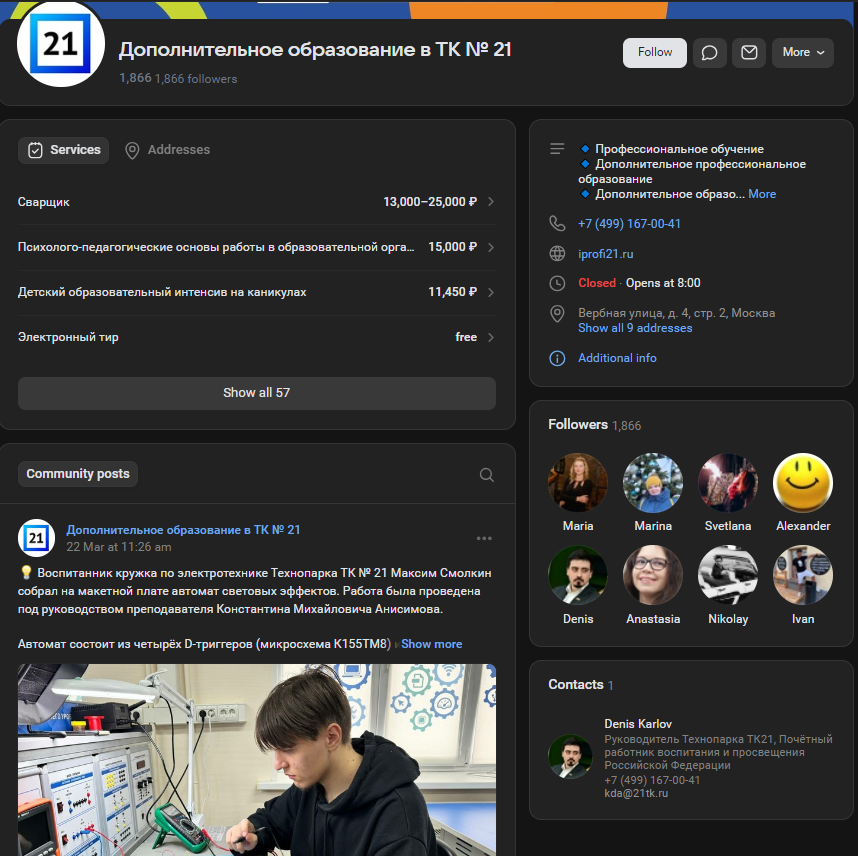 21
Дополнительное образование в ТК № 21
1,866 1,866 followers
Follow
More
Services
Addresses
Сварщик
13,000–25,000 ₽
Психолого-педагогические основы работы в образовательной орга...
15,000 ₽
Детский образовательный интенсив на каникулах
11,450 ₽
Электронный тир
free
Show all 57
Community posts
21
Дополнительное образование в ТК № 21
22 Mar at 11:26 am
💡 Воспитанник кружка по электротехнике Технопарка ТК № 21 Максим Смолкин
собрал на макетной плате автомат световых эффектов. Работа была проведена
под руководством преподавателя Константина Михайловича Анисимова.
Автомат состоит из четырёх D-триггеров (микросхема К155ТМ8) Show more
🔹 Профессиональное обучение
🔹 Дополнительное профессиональное
образование
🔹 Дополнительное образо... More
+7 (499) 167-00-41
iprofi21.ru
Closed · Opens at 8:00
Вербная улица, д. 4, стр. 2, Москва
Show all 9 addresses
Additional info
Followers 1,866
Maria
Marina
Svetlana
Alexander
Denis
Anastasia
Nikolay
Ivan
Contacts 1
Denis Karlov
Руководитель Технопарка ТК21, Почётный
работник воспитания и просвещения
Российской Федерации
+7 (499) 167-00-41
kda@21tk.ru